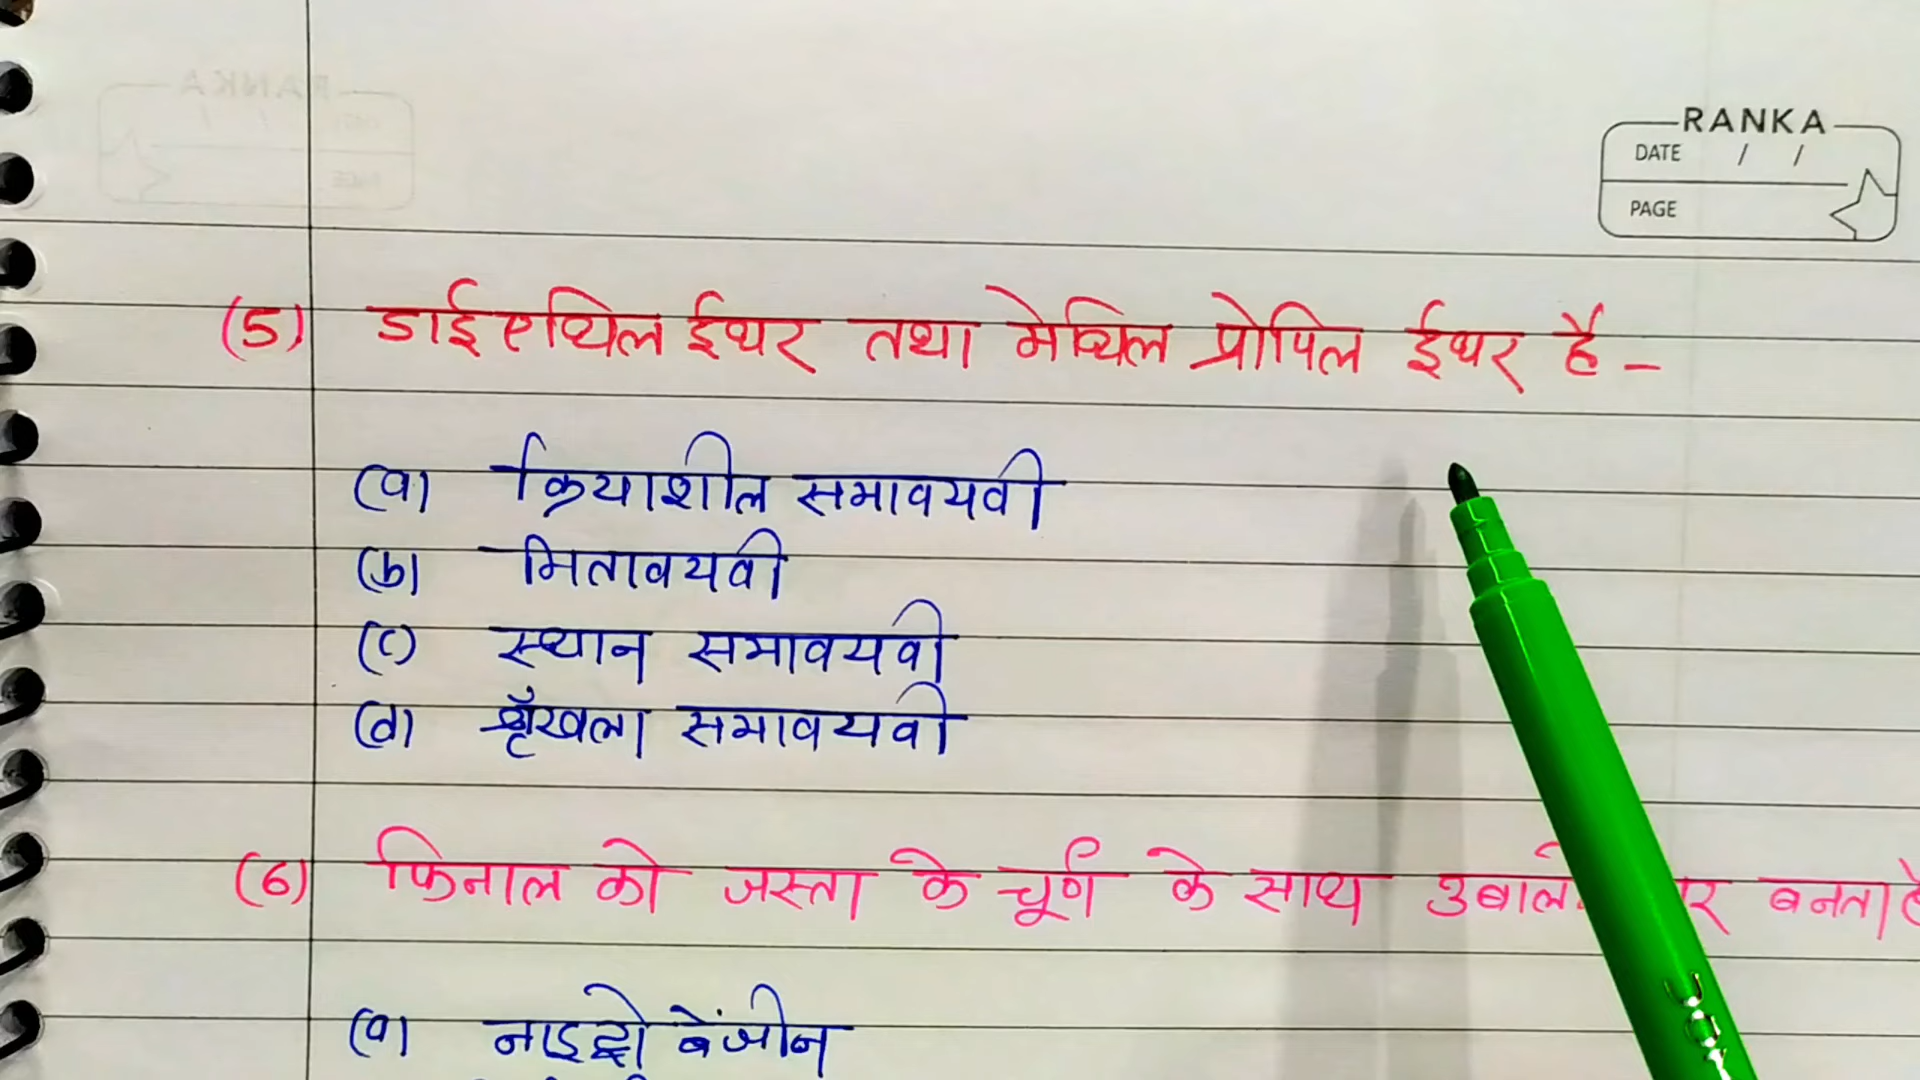 RANKA
DATE / /
PAGE
(5) डाईएथिल ईथर तथा मेथिल प्रोपिल ईथर है -
(a) क्रियाशील समावयवी
(b) मितावयवी
(c) स्थान समावयवी
(d) श्रृँखला समावयवी
(6) फिनाल को जस्ता के चूर्ण के साथ बनता है
(a) नाइट्रो बेंजीन